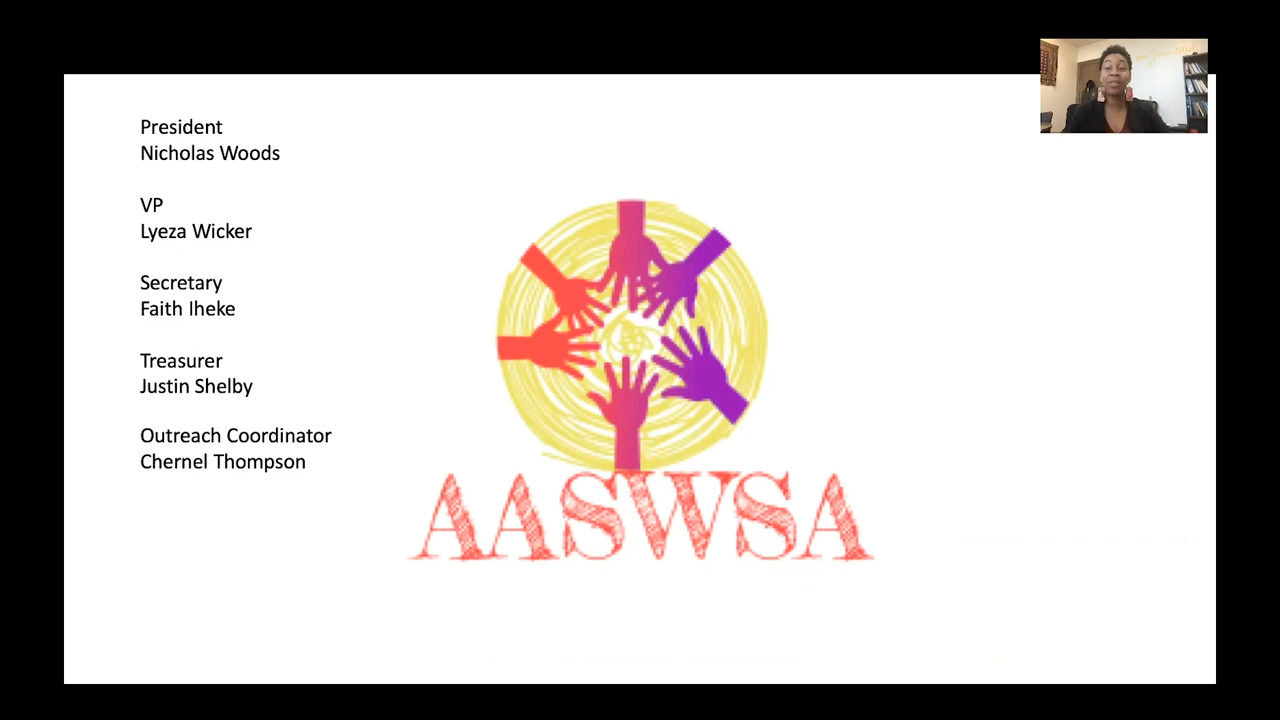 President
Nicholas Woods
VP
Lyeza Wicker
Secretary
Faith Iheke
Treasurer
Justin Shelby
Outreach Coordinator
Chernel Thompson
AASWSA